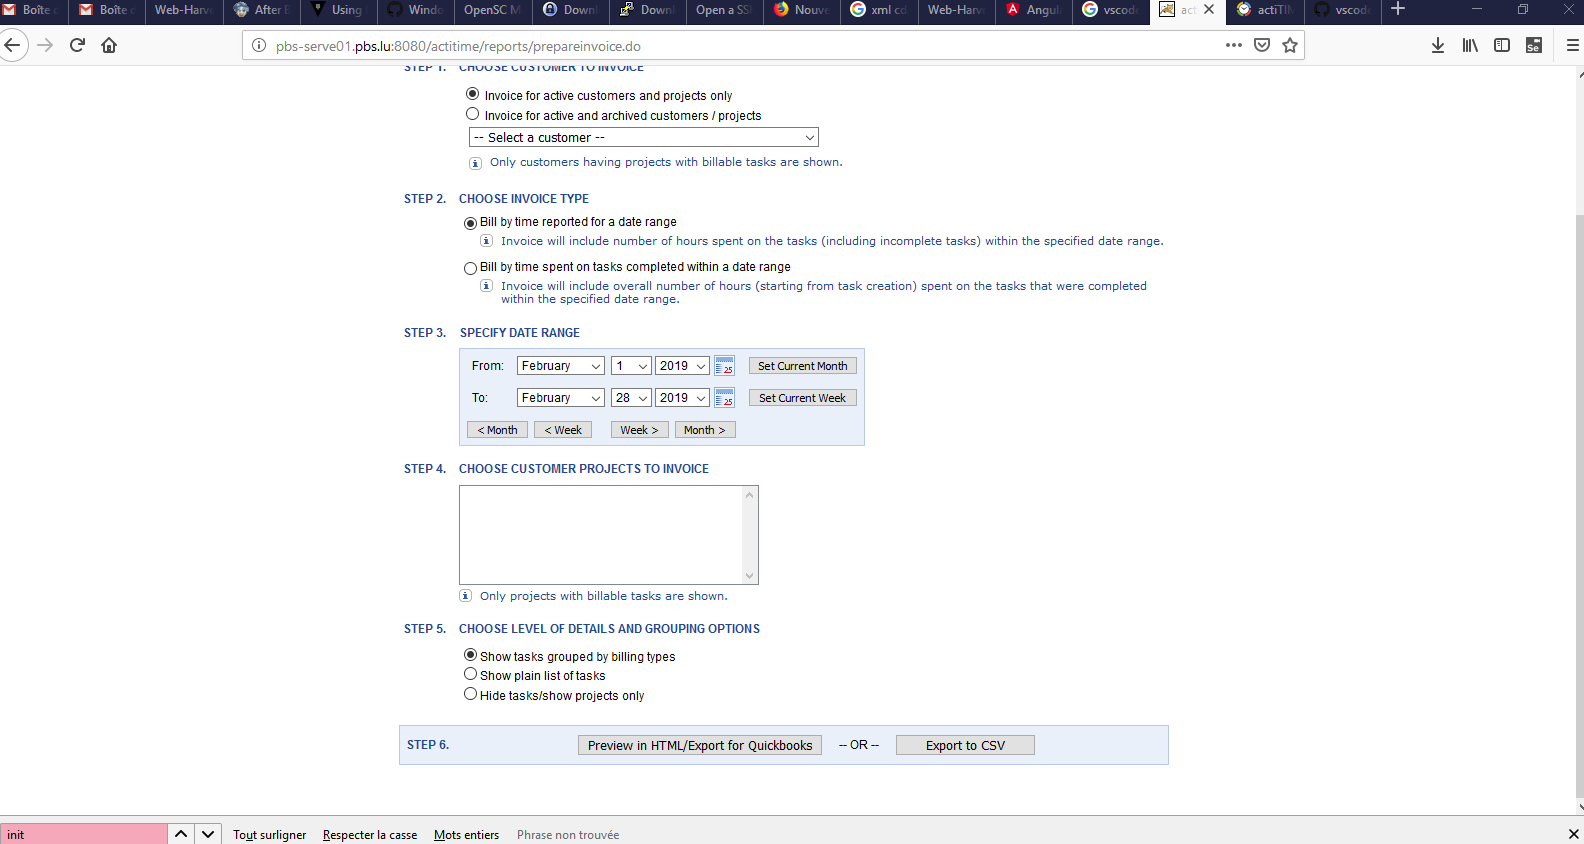 Boîte
Boîte
Web-Harve
After
Using
Windo
OpenSC M
Down
Down
Open a SS
Nouve
xml cd
Web-Harve
Angul
vscod
act
actiTI
vscod
pbs-serve01.pbs.lu:8080/actitime/reports/prepareinvoice.do
Se
STEP 1. CHOOSE CUSTOMER TO INVOICE
Invoice for active customers and projects only
Invoice for active and archived customers / projects
-- Select a customer --
Only customers having projects with billable tasks are shown.
STEP 2. CHOOSE INVOICE TYPE
Bill by time reported for a date range
Invoice will include number of hours spent on the tasks (including incomplete tasks) within the specified date range.
Bill by time spent on tasks completed within a date range
Invoice will include overall number of hours (starting from task creation) spent on the tasks that were completed
within the specified date range.
STEP 3. SPECIFY DATE RANGE
From: February 1 2019 25 Set Current Month
To: February 28 2019 25 Set Current Week
< Month < Week Week > Month >
STEP 4. CHOOSE CUSTOMER PROJECTS TO INVOICE
Only projects with billable tasks are shown.
STEP 5. CHOOSE LEVEL OF DETAILS AND GROUPING OPTIONS
Show tasks grouped by billing types
Show plain list of tasks
Hide tasks/show projects only
STEP 6. Preview in HTML/Export for Quickbooks -- OR -- Export to CSV
init Tout surligner Respecter la casse Mots entiers Phrase non trouvée